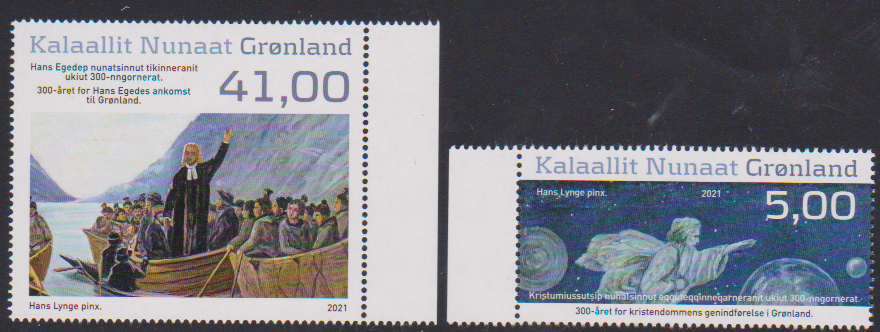 Kalaallit Nunaat Grønland
Hans Egedep nunatsinnut tikinneranit
ukiut 300-nngornerat.
300-året for Hans Egedes ankomst
til Grønland.
41,00
Hans Lynge pinx.
2021
Kalaallit Nunaat Grønland
Hans Lynge pinx.
2021
5,00
Kristumiussutsip nunatsinnut eqquteqqinneqarneranit ukiut 300-nngornerat.
300-året for kristendommens genindførelse i Grønland.